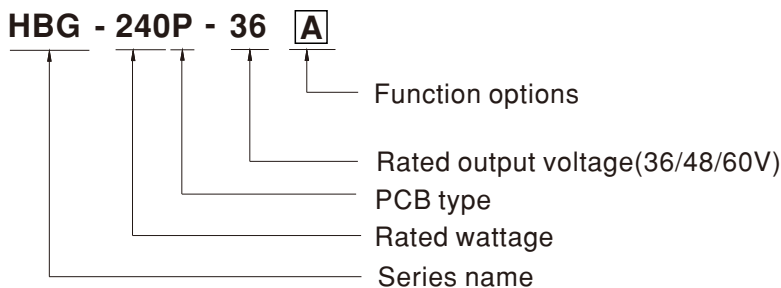 HBG - 240P - 36 A
Function options
Rated output voltage(36/48/60V)
PCB type
Rated wattage
Series name